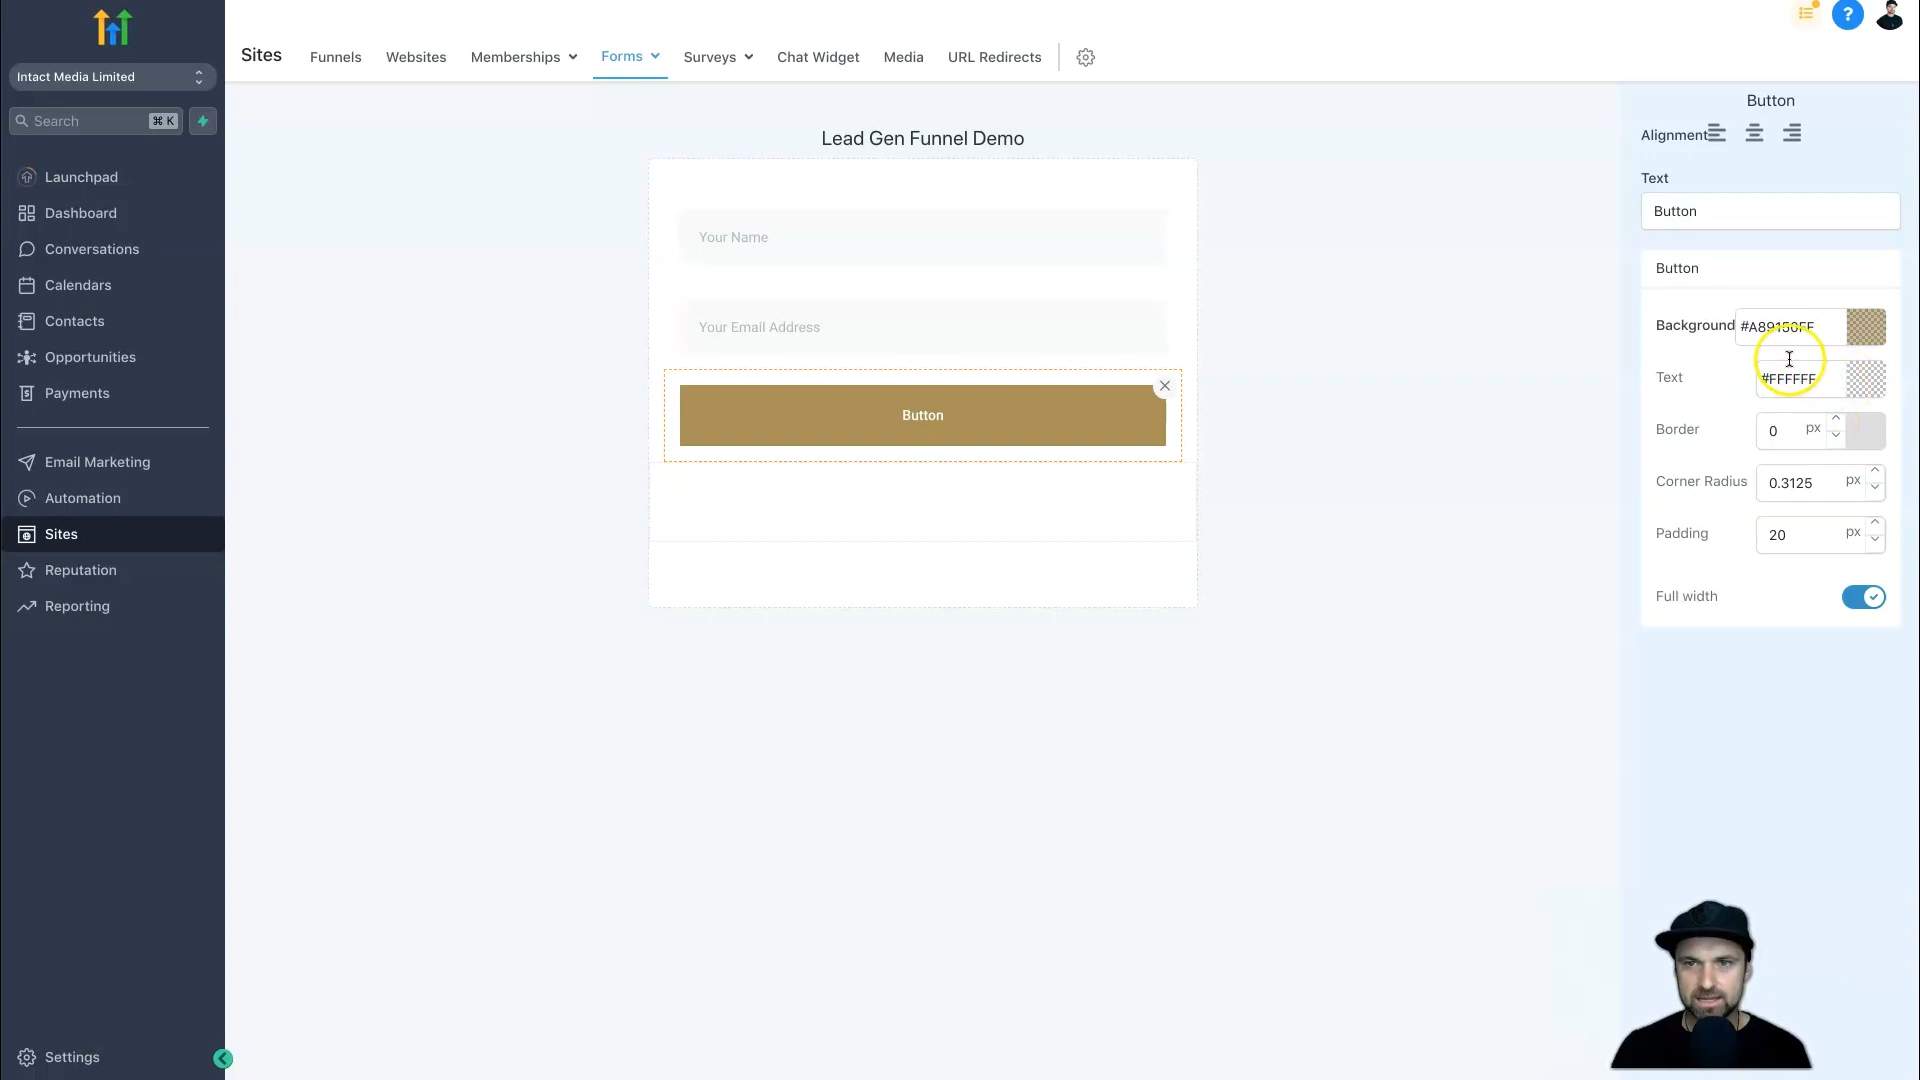 Intact Media Limited
Search ⌘ K
Launchpad
Dashboard
Conversations
Calendars
Contacts
Opportunities
Payments
Email Marketing
Automation
Sites
Reputation
Reporting
Settings
Sites Funnels Websites Memberships Forms Surveys Chat Widget Media URL Redirects
?
Lead Gen Funnel Demo
Your Name
Your Email Address
Button
Button
Alignment
Text
Button
Button
Background #A89150FF
Text #FFFFFF
Border 0 px
Corner Radius 0.3125 px
Padding 20 px
Full width